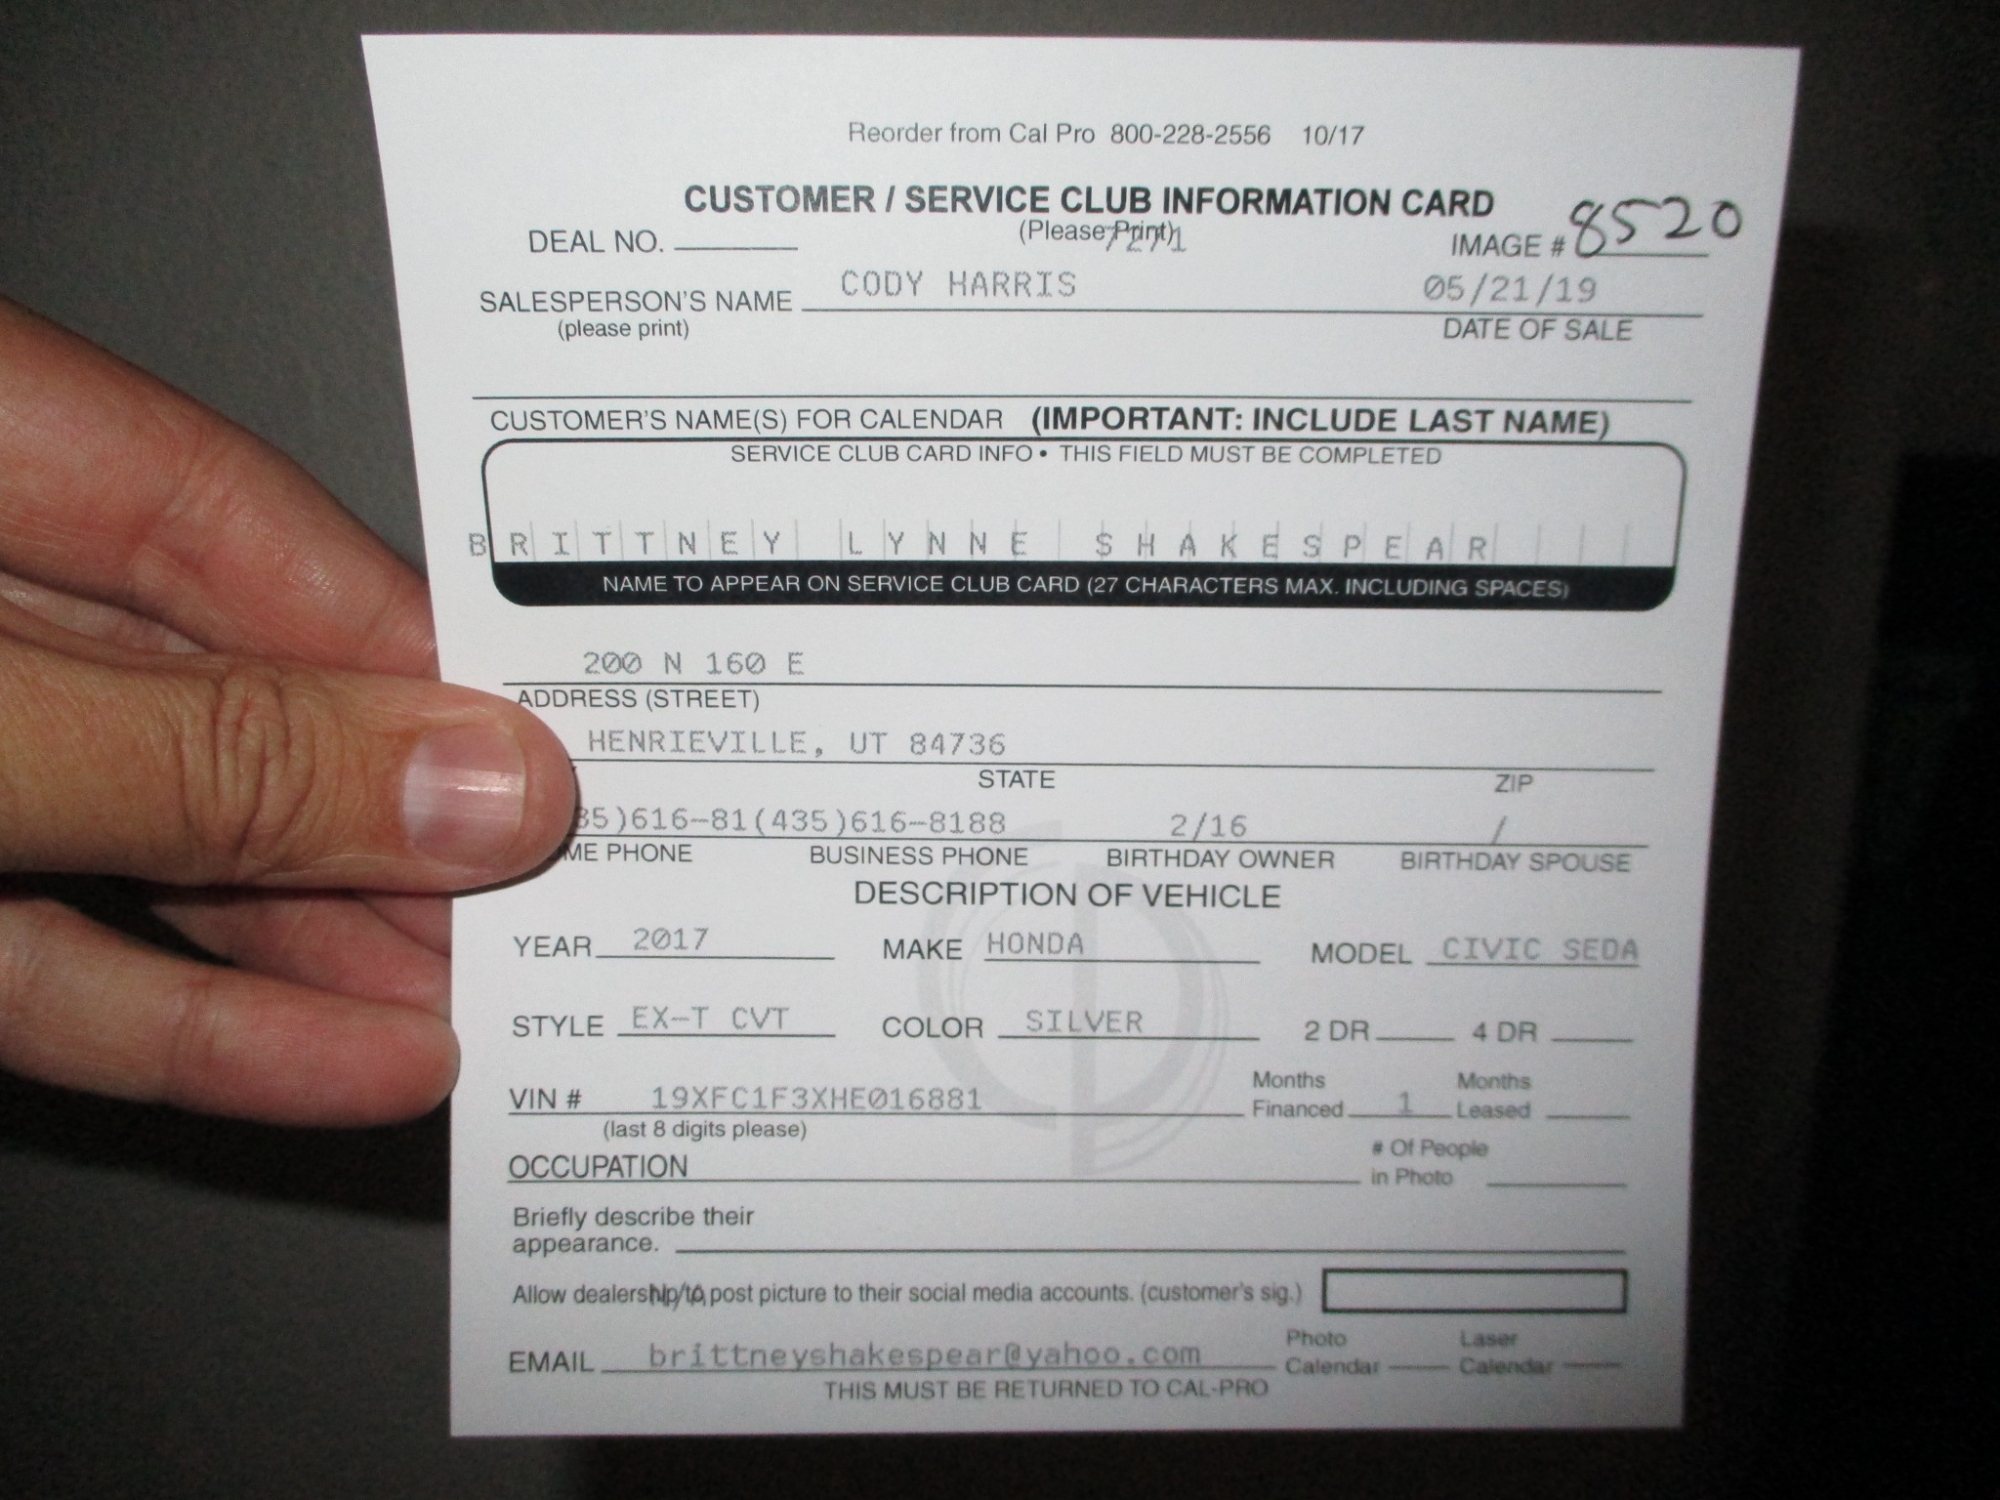 Reorder from Cal Pro 800-228-2556 10/17
CUSTOMER / SERVICE CLUB INFORMATION CARD
(Please Print)
DEAL NO. 7271 IMAGE # 8520
SALESPERSON'S NAME CODY HARRIS 05/21/19
(please print) DATE OF SALE
CUSTOMER'S NAME(S) FOR CALENDAR (IMPORTANT: INCLUDE LAST NAME)
SERVICE CLUB CARD INFO • THIS FIELD MUST BE COMPLETED
BRITTNEY LYNNE SHAKESPEAR
NAME TO APPEAR ON SERVICE CLUB CARD (27 CHARACTERS MAX. INCLUDING SPACES)
200 N 160 E
ADDRESS (STREET)
HENRIEVILLE, UT 84736
STATE ZIP
35)616-81(435)616-8188 2/16 /
ME PHONE BUSINESS PHONE BIRTHDAY OWNER BIRTHDAY SPOUSE
DESCRIPTION OF VEHICLE
YEAR 2017 MAKE HONDA MODEL CIVIC SEDA
STYLE EX-T CVT COLOR SILVER 2 DR 4 DR
VIN # 19XFC1F3XHE016881 Months Financed 1 Months Leased
(last 8 digits please)
OCCUPATION # Of People in Photo
Briefly describe their
appearance.
Allow dealership to post picture to their social media accounts. (customer's sig.)
EMAIL brittneyshakespear@yahoo.com Photo Calendar Laser Calendar
THIS MUST BE RETURNED TO CAL-PRO